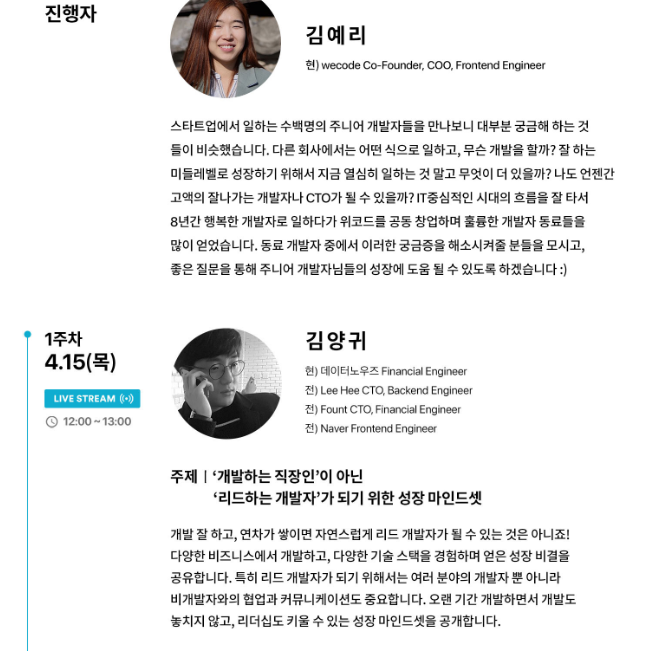 진행자
김예리
현) wecode Co-Founder, COO, Frontend Engineer
스타트업에서 일하는 수백명의 주니어 개발자들을 만나보니 대부분 궁금해 하는 것
들이 비슷했습니다. 다른 회사에서는 어떤 식으로 일하고, 무슨 개발을 할까? 잘 하는
미들레벨로 성장하기 위해서 지금 열심히 일하는 것 말고 무엇이 더 있을까? 나도 언젠간
고액의 잘나가는 개발자나 CTO가 될 수 있을까? IT중심적인 시대의 흐름을 잘 타서
8년간 행복한 개발자로 일하다가 위코드를 공동 창업하며 훌륭한 개발자 동료들을
많이 얻었습니다. 동료 개발자 중에서 이러한 궁금증을 해소시켜줄 분들을 모시고,
좋은 질문을 통해 주니어 개발자님들의 성장에 도움 될 수 있도록 하겠습니다 :)
1주차
4.15(목)
LIVE STREAM
12:00 ~ 13:00
김양귀
현) 데이터노우즈 Financial Engineer
전) Lee Hee CTO, Backend Engineer
전) Fount CTO, Financial Engineer
전) Naver Frontend Engineer
주제 | ‘개발하는 직장인’이 아닌
‘리드하는 개발자’가 되기 위한 성장 마인드셋
개발 잘 하고, 연차가 쌓이면 자연스럽게 리드 개발자가 될 수 있는 것은 아니죠!
다양한 비즈니스에서 개발하고, 다양한 기술 스택을 경험하며 얻은 성장 비결을
공유합니다. 특히 리드 개발자가 되기 위해서는 여러 분야의 개발자 뿐 아니라
비개발자와의 협업과 커뮤니케이션도 중요합니다. 오랜 기간 개발하면서 개발도
놓치지 않고, 리더십도 키울 수 있는 성장 마인드셋을 공개합니다.